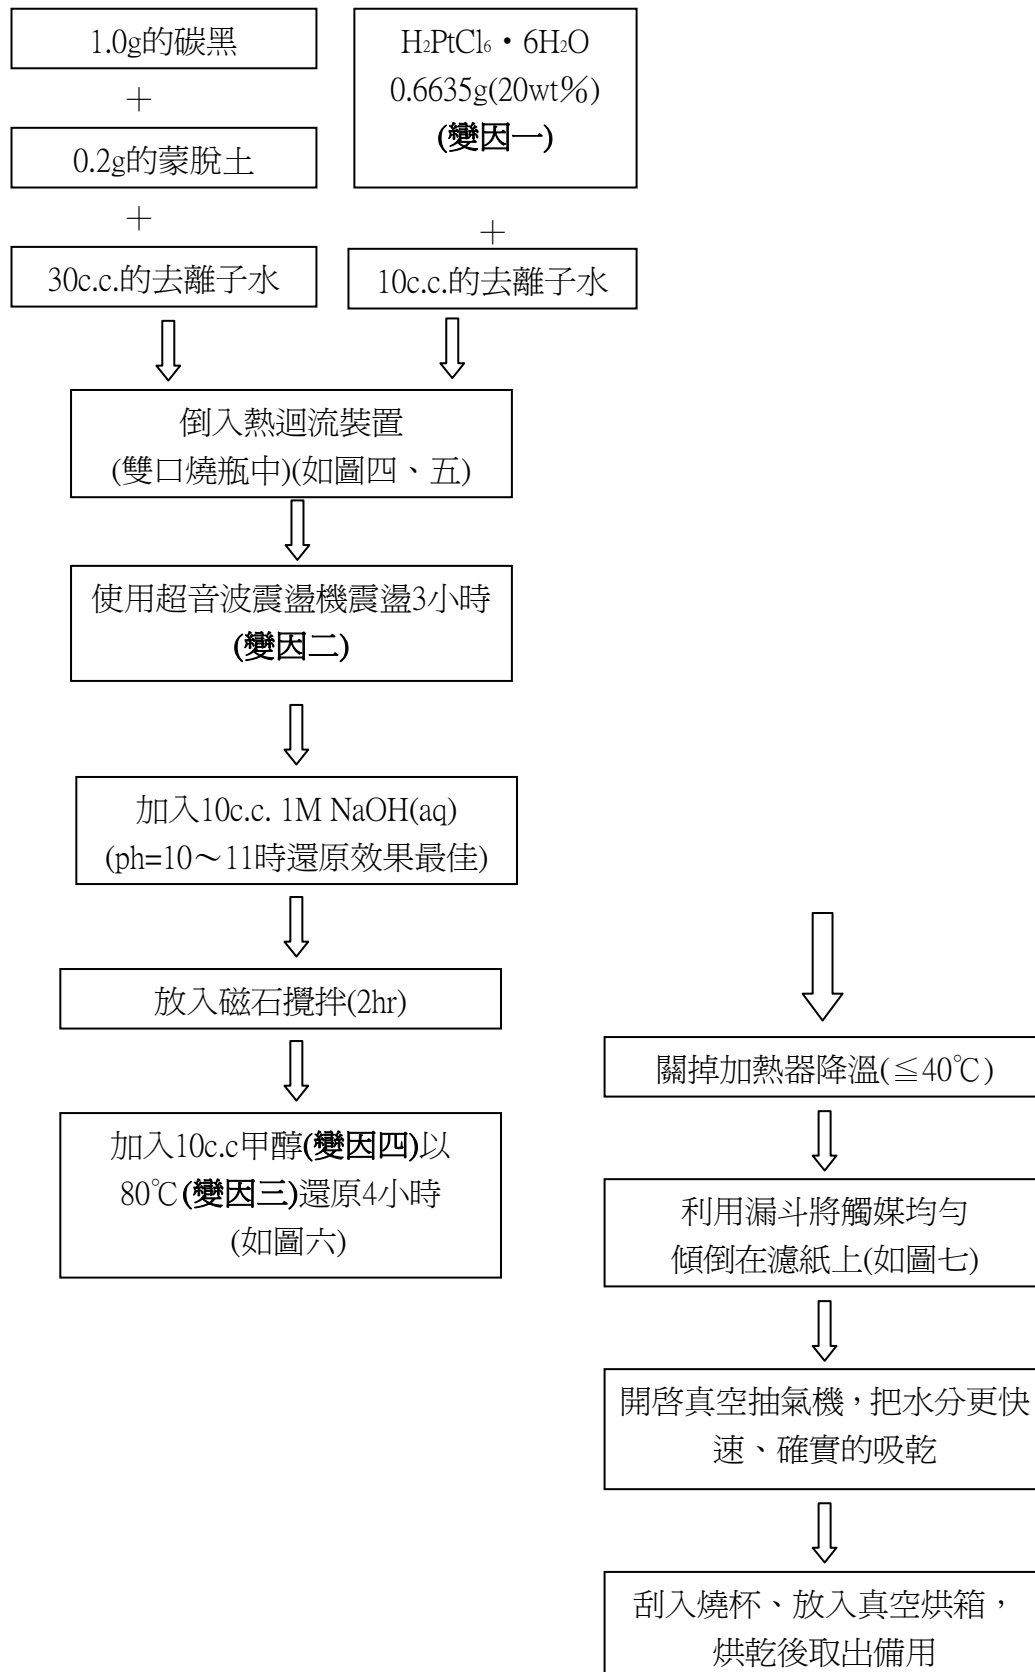 1.0g的碳黑
＋
0.2g的蒙脫土
＋
30c.c.的去離子水
H₂PtCl₆・6H₂O
0.6635g(20wt%)
(變因一)
＋
10c.c.的去離子水
倒入熱迴流裝置
(雙口燒瓶中)(如圖四、五)
使用超音波震盪機震盪3小時
(變因二)
加入10c.c. 1M NaOH(aq)
(ph=10～11時還原效果最佳)
放入磁石攪拌(2hr)
加入10c.c甲醇(變因四)以
80℃(變因三)還原4小時
(如圖六)
關掉加熱器降溫(≦40℃)
利用漏斗將觸媒均勻
傾倒在濾紙上(如圖七)
開啓真空抽氣機，把水分更快
速、確實的吸乾
刮入燒杯、放入真空烘箱，
烘乾後取出備用